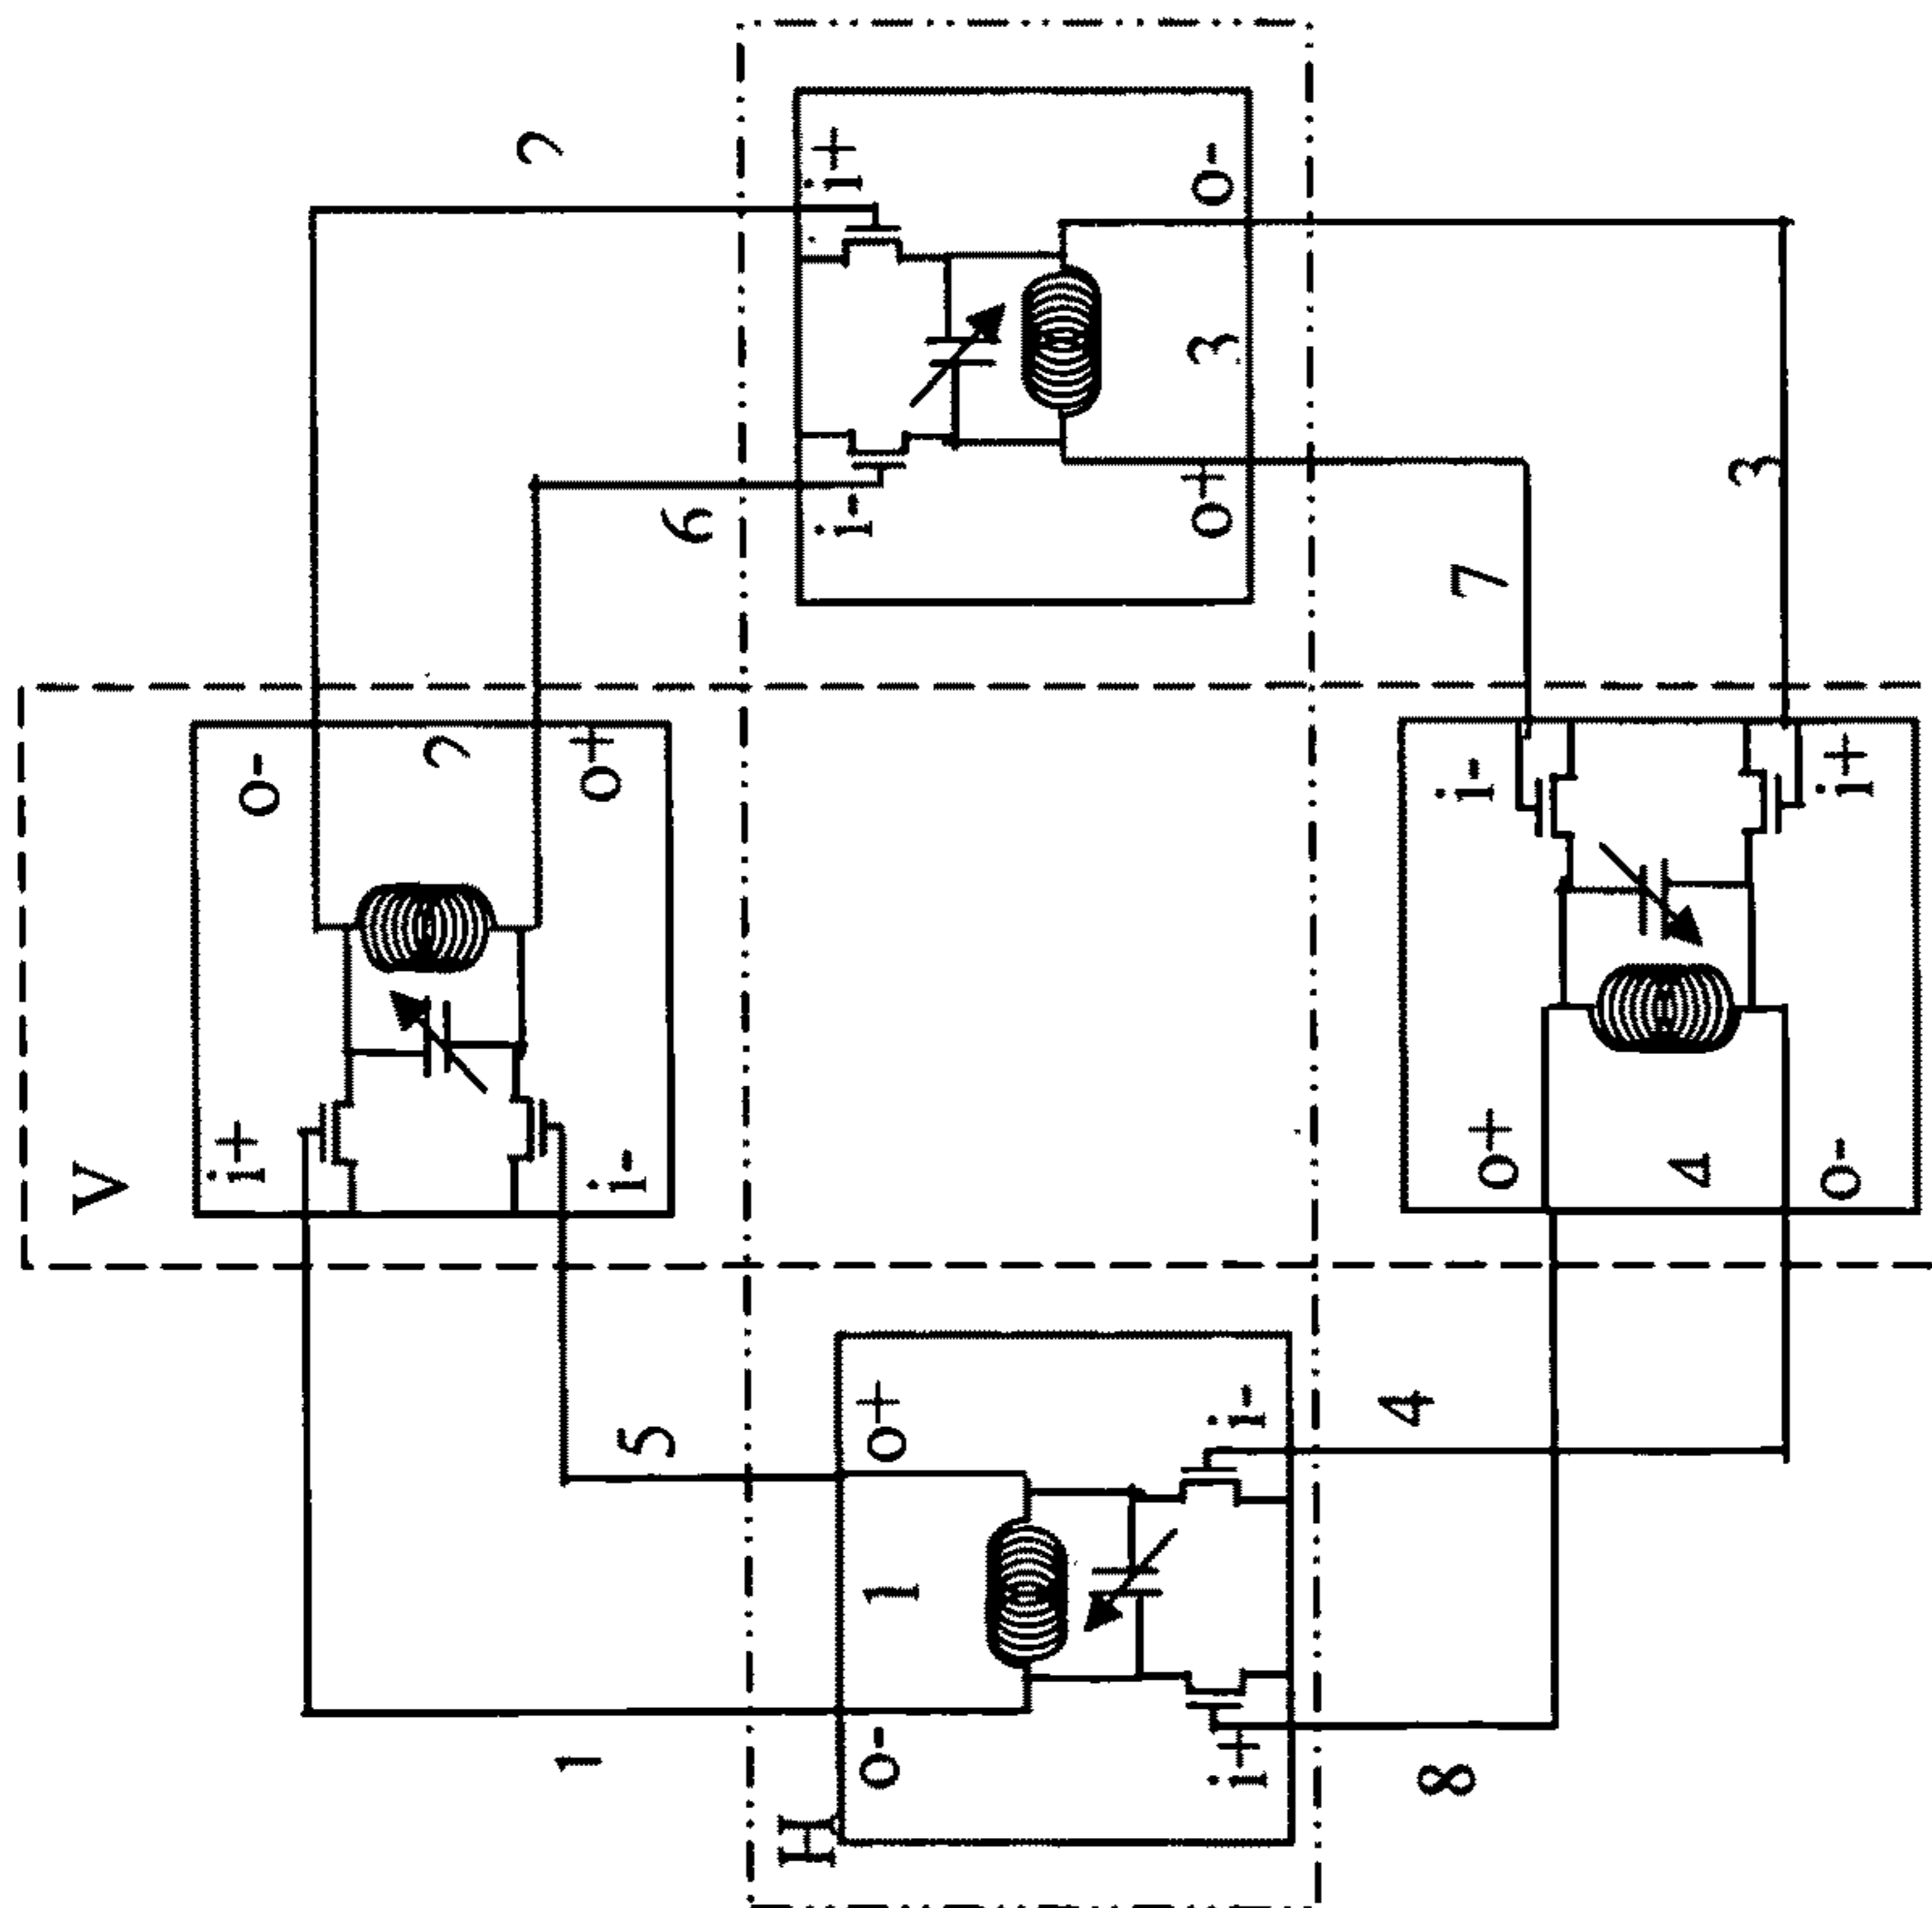 V
i+
o-
2
2
1
i-
o+
5
6
H
o-
1
o+
i-
i+
i+
i-
o+
3
o-
8
4
7
o+
i-
4
3
o-
i+